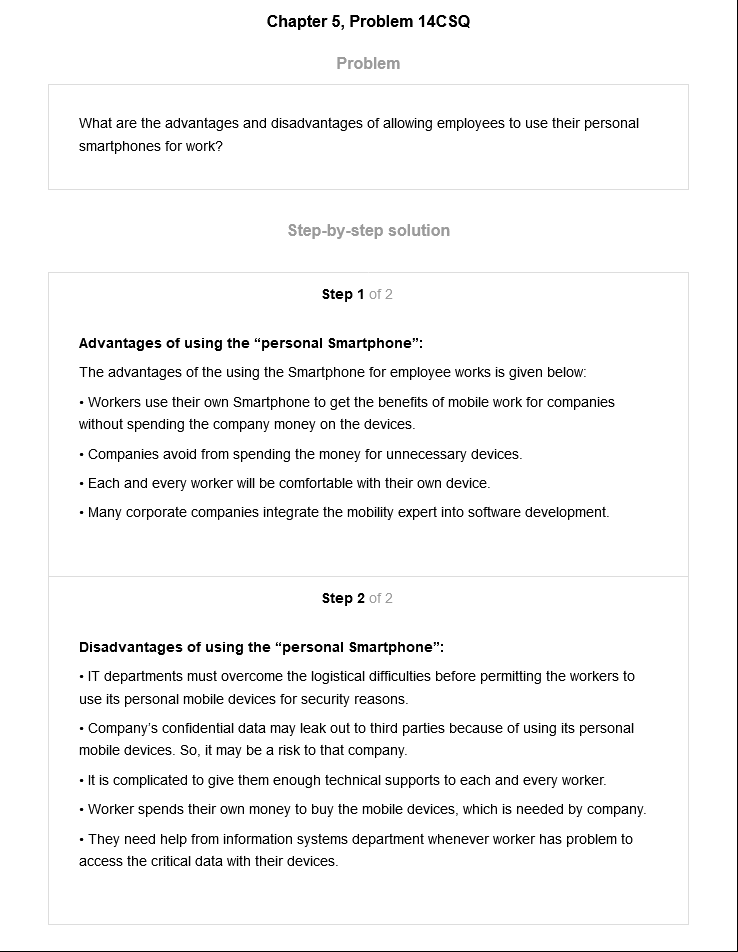 Chapter 5, Problem 14CSQ
Problem
What are the advantages and disadvantages of allowing employees to use their personal
smartphones for work?
Step-by-step solution
Step 1 of 2
Advantages of using the “personal Smartphone”:
The advantages of the using the Smartphone for employee works is given below:
• Workers use their own Smartphone to get the benefits of mobile work for companies
without spending the company money on the devices.
• Companies avoid from spending the money for unnecessary devices.
• Each and every worker will be comfortable with their own device.
• Many corporate companies integrate the mobility expert into software development.
Step 2 of 2
Disadvantages of using the “personal Smartphone”:
• IT departments must overcome the logistical difficulties before permitting the workers to
use its personal mobile devices for security reasons.
• Company’s confidential data may leak out to third parties because of using its personal
mobile devices. So, it may be a risk to that company.
• It is complicated to give them enough technical supports to each and every worker.
• Worker spends their own money to buy the mobile devices, which is needed by company.
• They need help from information systems department whenever worker has problem to
access the critical data with their devices.